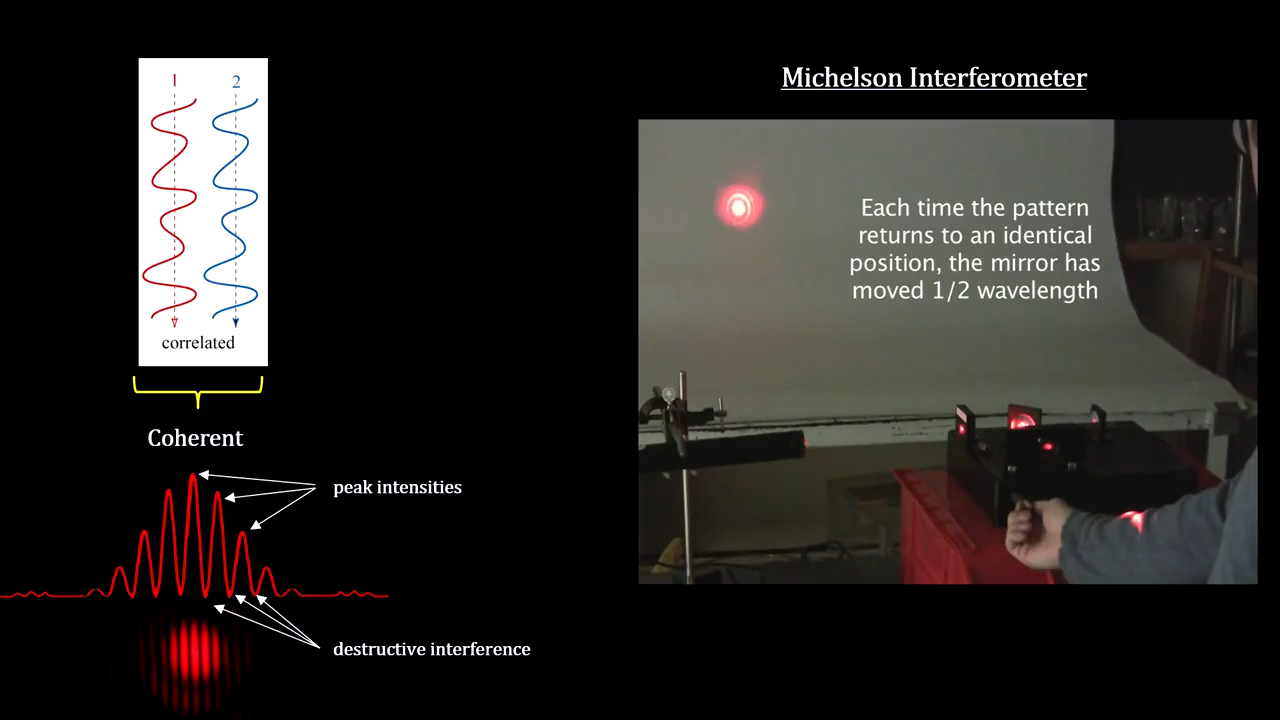 1 2
correlated
Coherent
peak intensities
destructive interference
Michelson Interferometer
Each time the pattern
returns to an identical
position, the mirror has
moved 1/2 wavelength